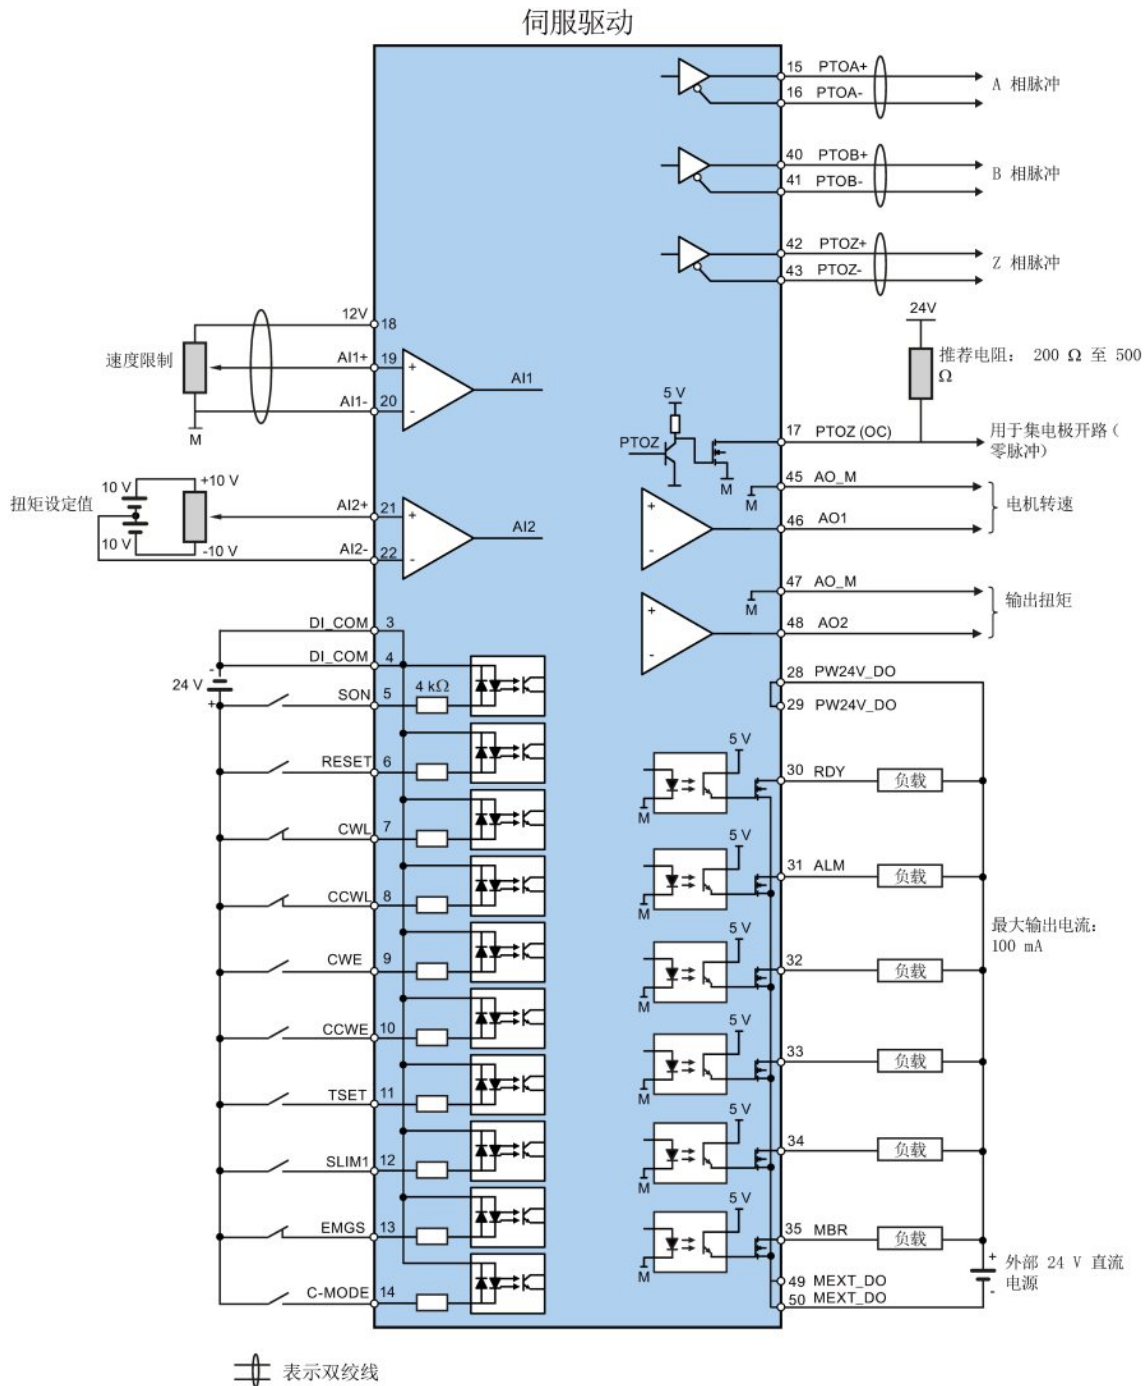 伺服驱动
15 PTOA+
16 PTOA-
A 相脉冲
40 PTOB+
41 PTOB-
B 相脉冲
42 PTOZ+
43 PTOZ-
Z 相脉冲
12V 18
速度限制
AI1+ 19
+
AI1
AI1- 20
-
M
24V
推荐电阻： 200 Ω 至 500
Ω
5 V
PTOZ
M
17 PTOZ (OC)
用于集电极开路（
零脉冲）
扭矩设定值
10 V
10 V
+10 V
-10 V
AI2+ 21
+
AI2
AI2- 22
-
M
45 AO_M
+
-
46 AO1
电机转速
M
47 AO_M
+
-
48 AO2
输出扭矩
DI_COM 3
DI_COM 4
-
24 V
+
SON 5
4 kΩ
RESET 6
CWL 7
CCWL 8
CWE 9
CCWE 10
TSET 11
SLIM1 12
EMGS 13
C-MODE 14
28 PW24V_DO
29 PW24V_DO
5 V
M
30 RDY
负载
5 V
M
31 ALM
负载
最大输出电流：
100 mA
5 V
M
32
负载
5 V
M
33
负载
5 V
M
34
负载
5 V
M
35 MBR
负载
+
-
外部 24 V 直流
电源
49 MEXT_DO
50 MEXT_DO
表示双绞线